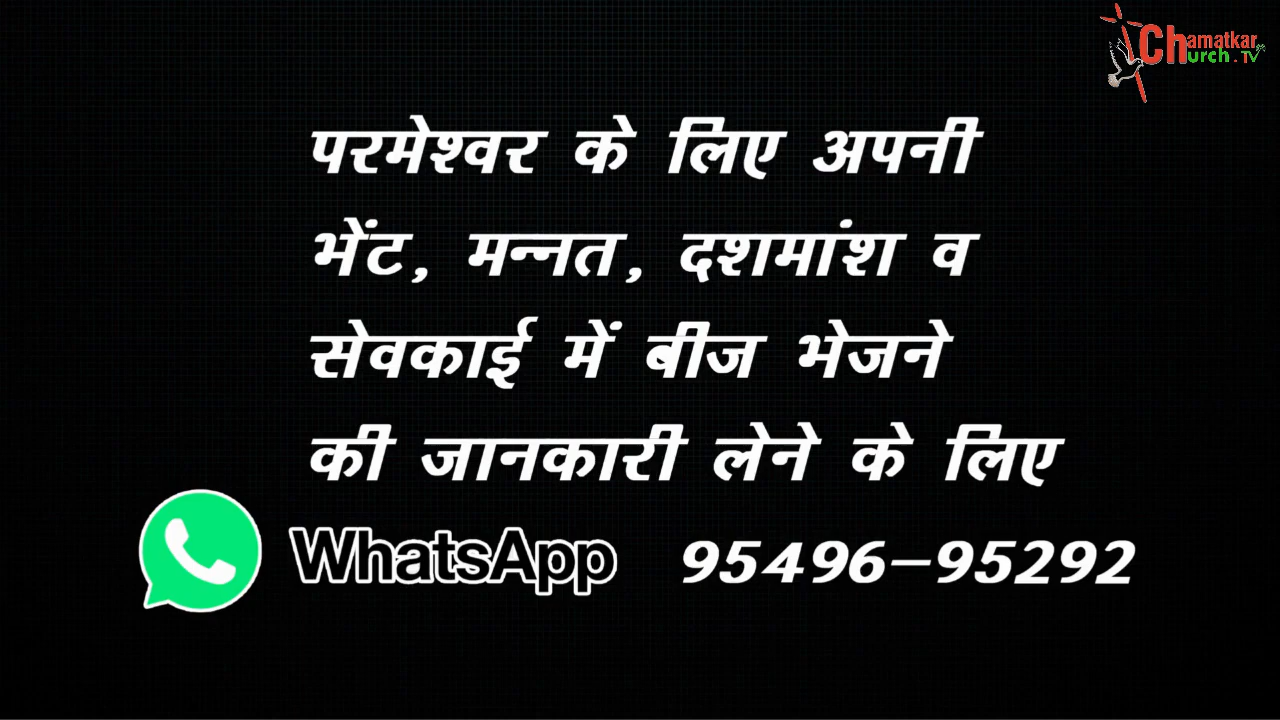 Chamatkar
Church.TV
परमेश्वर के लिए अपनी
भेंट, मन्नत, दशमांश व
सेवकाई में बीज भेजने
की जानकारी लेने के लिए
WhatsApp 95496-95292